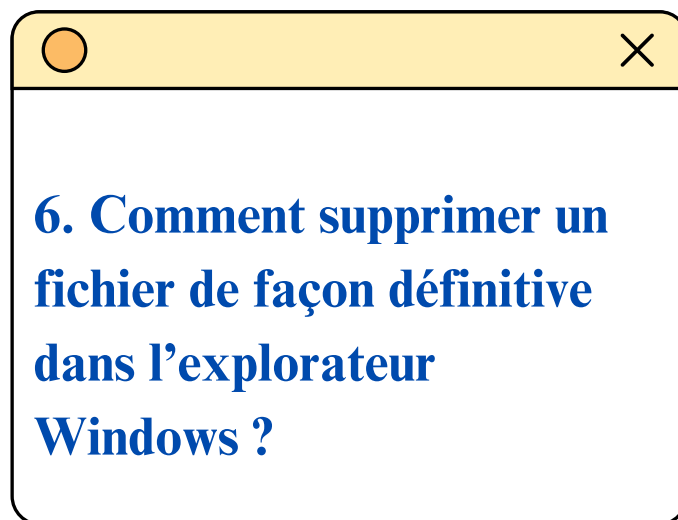 6. Comment supprimer un
fichier de façon définitive
dans l’explorateur
Windows ?